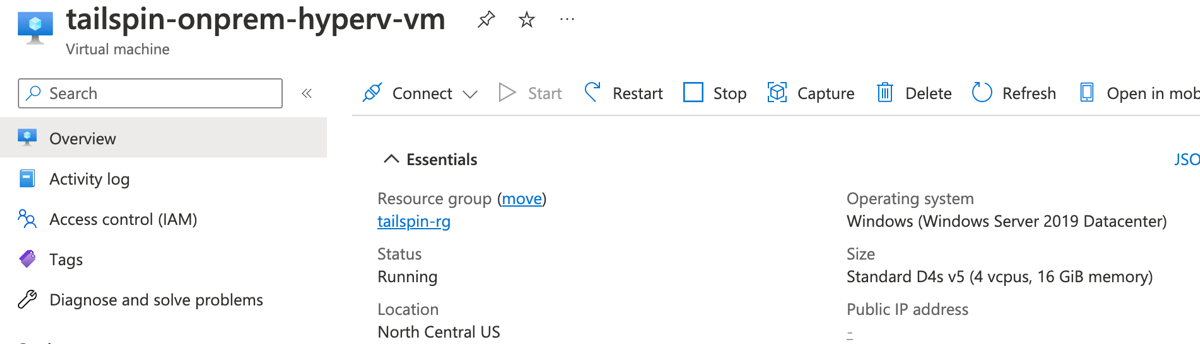 tailspin-onprem-hyperv-vm
Virtual machine
Search
«
Connect Start Restart Stop Capture Delete Refresh Open in mob
Overview
Activity log
Access control (IAM)
Tags
Diagnose and solve problems
Essentials
JSO
Resource group (move)
tailspin-rg
Status
Running
Location
North Central US
Operating system
Windows (Windows Server 2019 Datacenter)
Size
Standard D4s v5 (4 vcpus, 16 GiB memory)
Public IP address
-